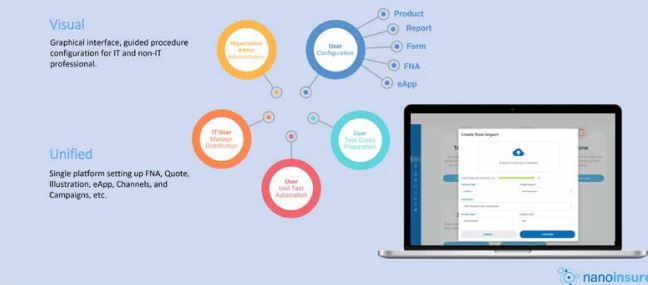 Visual
Graphical interface, guided procedure
configuration for IT and non-IT
professional.
Unified
Single platform setting up FNA, Quote,
Illustration, eApp, Channels, and
Campaigns, etc.
Organization
Admin
Administration
User
Configuration
Product
Report
Form
FNA
eApp
IT User
Manage
Distribution
User
Test Cases
Preparation
User
Unit Test
Automation
Create from Import
nanoinsure